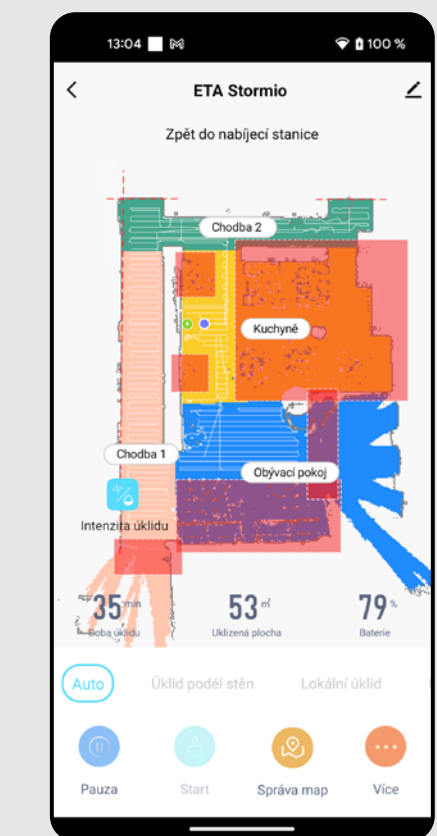 13:04
100 %
ETA Stormio
Zpět do nabíjecí stanice
Chodba 2
Kuchyně
Chodba 1
Obývací pokoj
Intenzita úklidu
35 min
53 m²
79 %
Doba úklidu
Uklizená plocha
Baterie
Auto
Úklid podél stěn
Lokální úklid
Pauza
Start
Správa map
Více